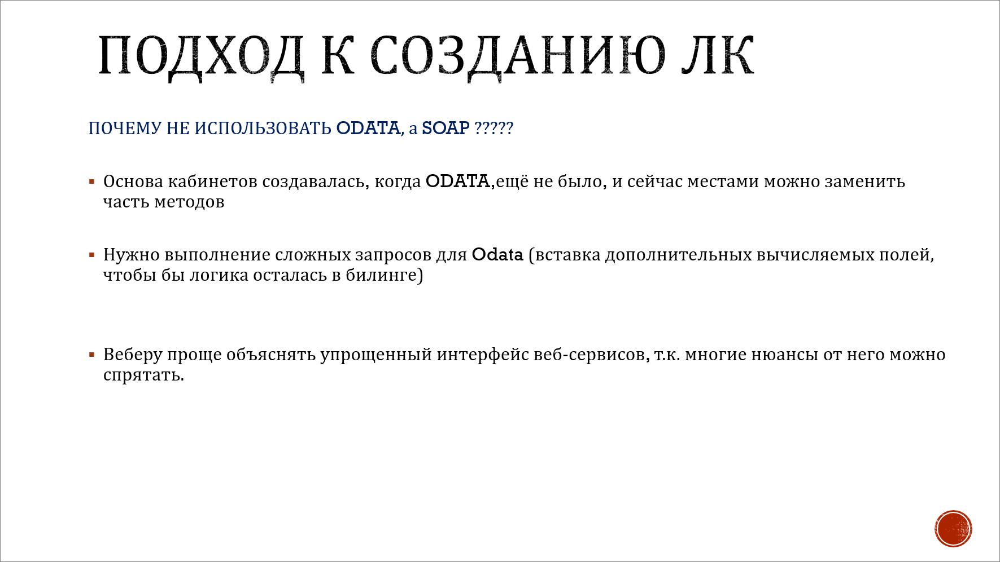 ПОДХОД К СОЗДАНИЮ ЛК
ПОЧЕМУ НЕ ИСПОЛЬЗОВАТЬ ODATA, а SOAP ?????
▪ Основа кабинетов создавалась, когда ODATA,ещё не было, и сейчас местами можно заменить
часть методов
▪ Нужно выполнение сложных запросов для Odata (вставка дополнительных вычисляемых полей,
чтобы бы логика осталась в билинге)
▪ Веберу проще объяснять упрощенный интерфейс веб-сервисов, т.к. многие нюансы от него можно
спрятать.